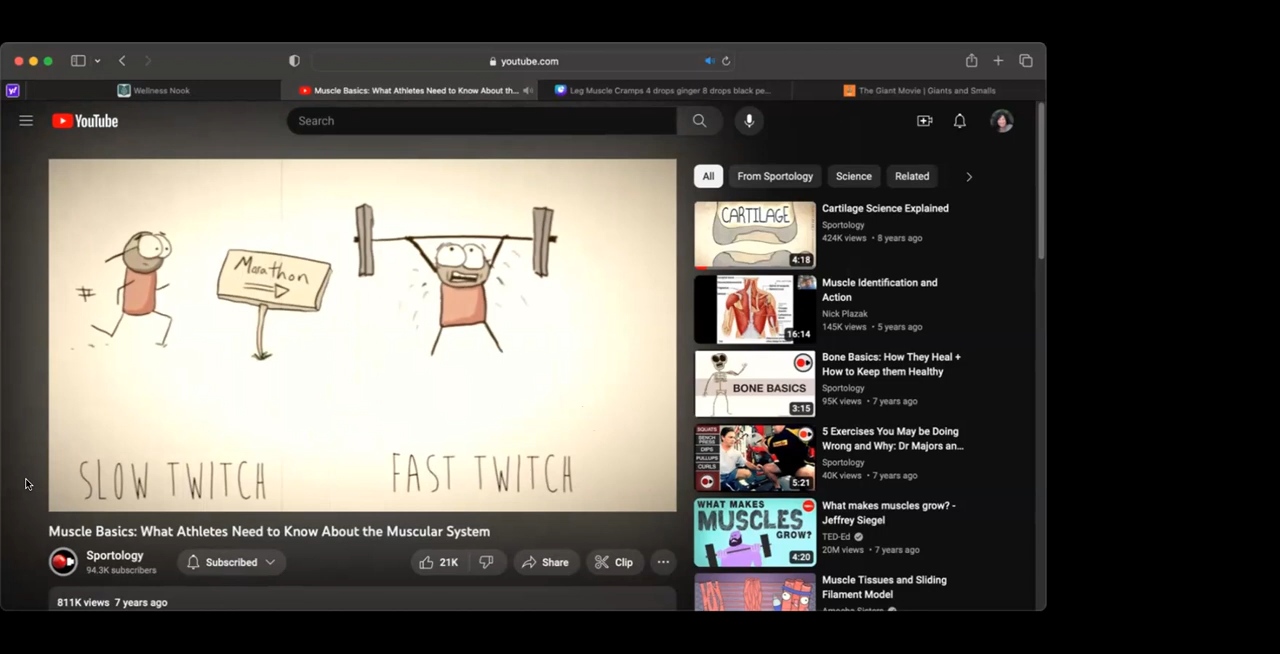 youtube.com
Wellness Nook
Muscle Basics: What Athletes Need to Know About th...
Leg Muscle Cramps 4 drops ginger 8 drops black pe...
The Giant Movie | Giants and Smalls
YouTube
Search
All
From Sportology
Science
Related
Marathon
SLOW TWITCH
FAST TWITCH
CARTILAGE
4:18
Cartilage Science Explained
Sportology
424K views • 8 years ago
16:14
Muscle Identification and
Action
Nick Plazak
145K views • 5 years ago
BONE BASICS
3:15
Bone Basics: How They Heal +
How to Keep them Healthy
Sportology
95K views • 7 years ago
SQUATS
BENCH
PRESS
DIPS
PULLUPS
CURLS
5:21
5 Exercises You May be Doing
Wrong and Why: Dr Majors an...
Sportology
40K views • 7 years ago
WHAT MAKES
MUSCLES
GROW?
4:20
What makes muscles grow? -
Jeffrey Siegel
TED-Ed
20M views • 7 years ago
Muscle Tissues and Sliding
Filament Model
Muscle Basics: What Athletes Need to Know About the Muscular System
Sportology
94.3K subscribers
Subscribed
21K
Share
Clip
811K views 7 years ago